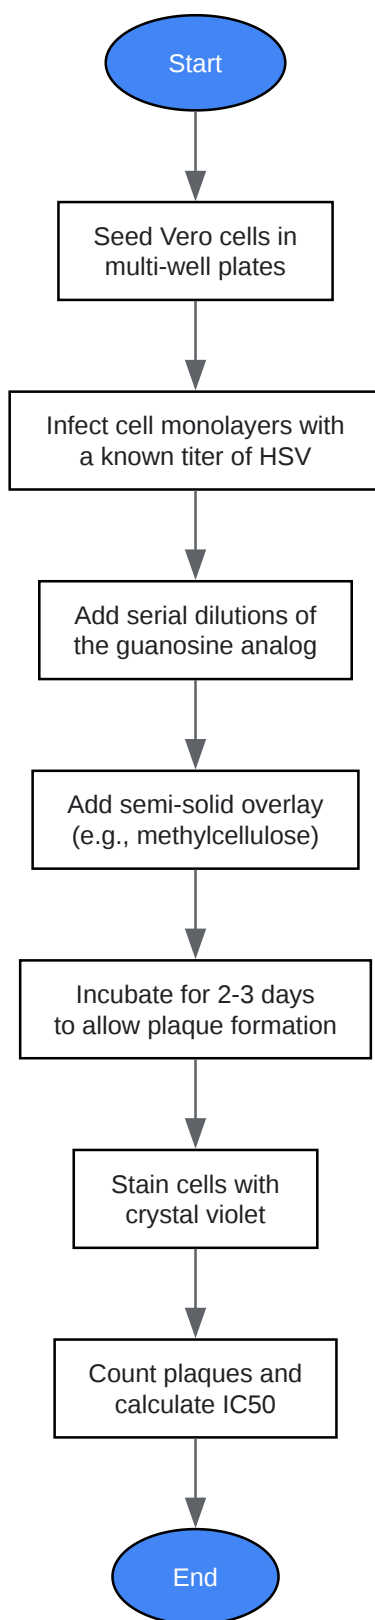 Start
Seed Vero cells in
multi-well plates
Infect cell monolayers with
a known titer of HSV
Add serial dilutions of
the guanosine analog
Add semi-solid overlay
(e.g., methylcellulose)
Incubate for 2-3 days
to allow plaque formation
Stain cells with
crystal violet
Count plaques and
calculate IC50
End